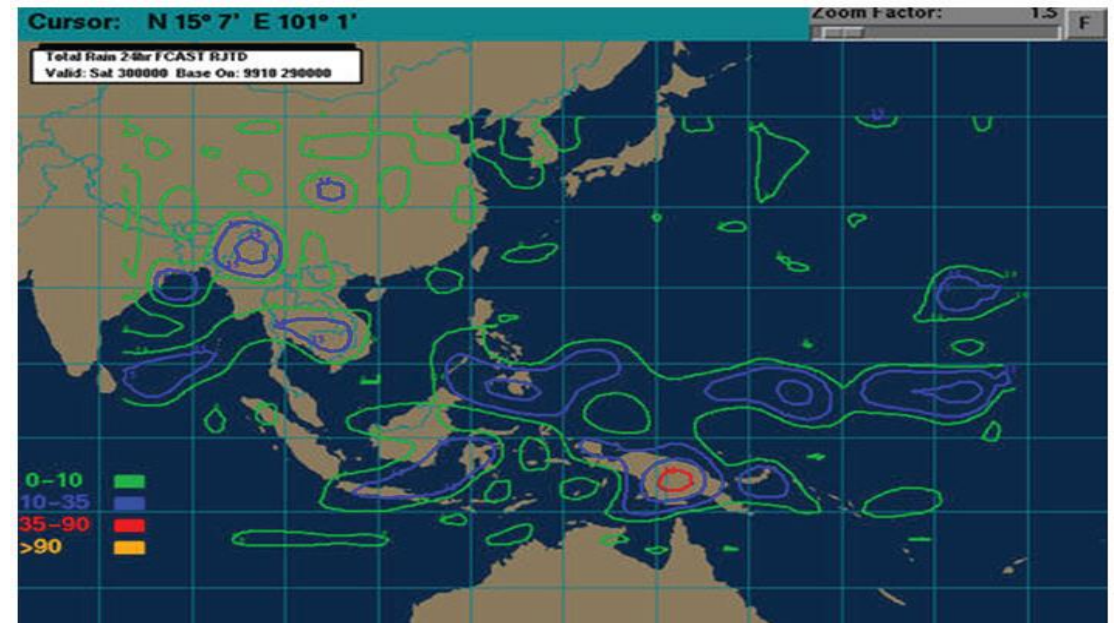 Cursor: N 15° 7' E 101° 1'
Zoom Factor: 1.5
F
Total Rain 24hr FCAST RJTD
Valid: Sat 300000 Base On: 9910 290000
0-10
10-35
35-90
>90